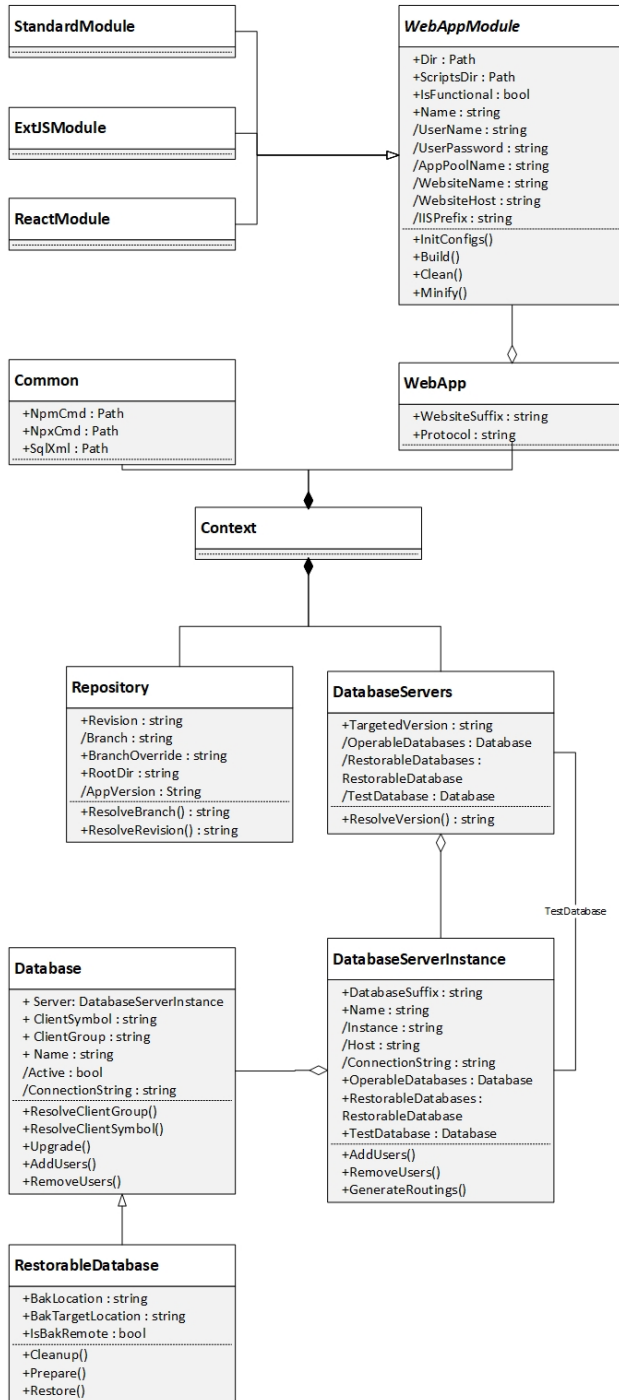 StandardModule
ExtJSModule
ReactModule
WebAppModule
+Dir : Path
+ScriptsDir : Path
+IsFunctional : bool
+Name : string
/UserName : string
/UserPassword : string
/AppPoolName : string
/WebsiteName : string
/WebsiteHost : string
/IISPrefix : string
+InitConfigs()
+Build()
+Clean()
+Minify()
Common
+NpmCmd : Path
+NpxCmd : Path
+SqlXml : Path
WebApp
+WebsiteSuffix : string
+Protocol : string
Context
Repository
+Revision : string
/Branch : string
+BranchOverride : string
+RootDir : string
/AppVersion : String
+ResolveBranch() : string
+ResolveRevision() : string
DatabaseServers
+TargetedVersion : string
/OperableDatabases : Database
/RestorableDatabases :
RestorableDatabase
/TestDatabase : Database
+ResolveVersion() : string
TestDatabase
Database
+ Server: DatabaseServerInstance
+ ClientSymbol : string
+ ClientGroup : string
+ Name : string
/Active : bool
/ConnectionString : string
+ResolveClientGroup()
+ResolveClientSymbol()
+Upgrade()
+AddUsers()
+RemoveUsers()
DatabaseServerInstance
+DatabaseSuffix : string
+Name : string
/Instance : string
/Host : string
/ConnectionString : string
+OperableDatabases : Database
+RestorableDatabases :
RestorableDatabase
+TestDatabase : Database
+AddUsers()
+RemoveUsers()
+GenerateRoutings()
RestorableDatabase
+BakLocation : string
+BakTargetLocation : string
+IsBakRemote : bool
+Cleanup()
+Prepare()
+Restore()